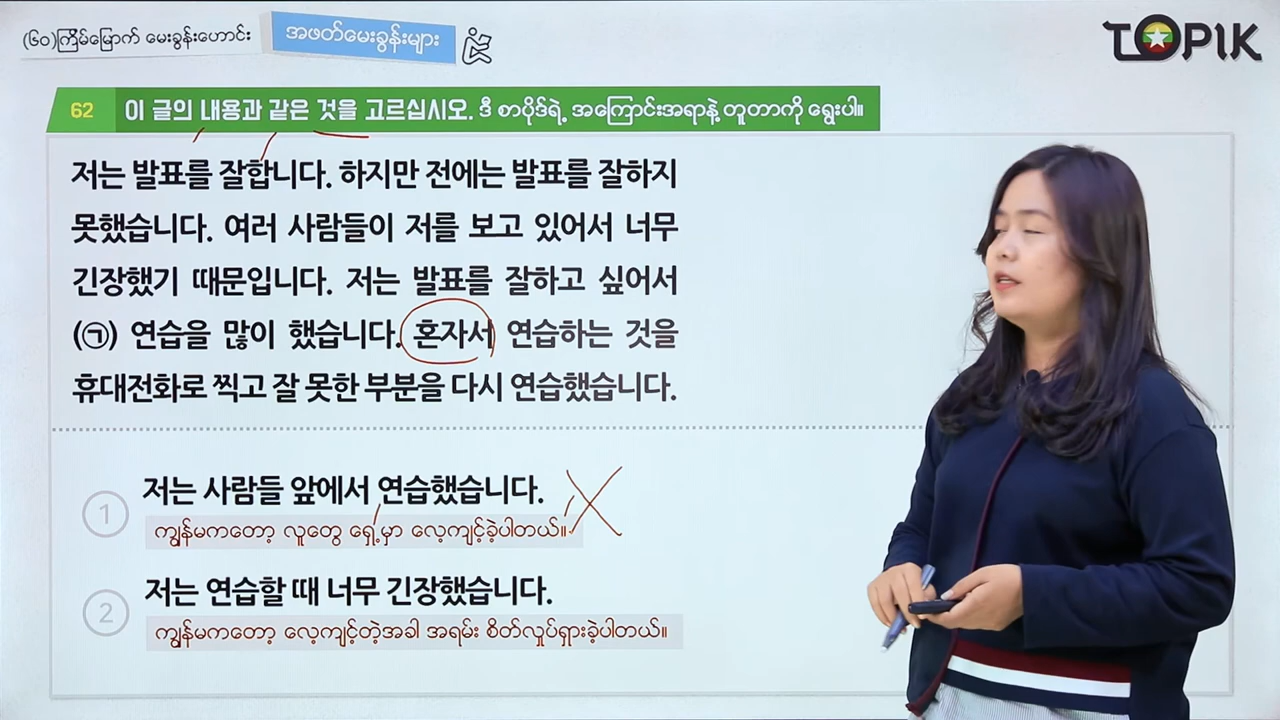 (၆၀)ကြိမ်မြောက် မေးခွန်းဟောင်း
အဖတ်မေးခွန်းများ
TOPIK
62 이 글의 내용과 같은 것을 고르십시오. ဒီ စာပိုဒ်ရဲ့ အကြောင်းအရာနဲ့ တူတာကို ရွေးပါ။
저는 발표를 잘합니다. 하지만 전에는 발표를 잘하지
못했습니다. 여러 사람들이 저를 보고 있어서 너무
긴장했기 때문입니다. 저는 발표를 잘하고 싶어서
(㉠) 연습을 많이 했습니다. 혼자서 연습하는 것을
휴대전화로 찍고 잘 못한 부분을 다시 연습했습니다.
1 저는 사람들 앞에서 연습했습니다.
ကျွန်မကတော့ လူတွေ ရှေ့မှာ လေ့ကျင့်ခဲ့ပါတယ်။
2 저는 연습할 때 너무 긴장했습니다.
ကျွန်မကတော့ လေ့ကျင့်တဲ့အခါ အရမ်း စိတ်လှုပ်ရှားခဲ့ပါတယ်။